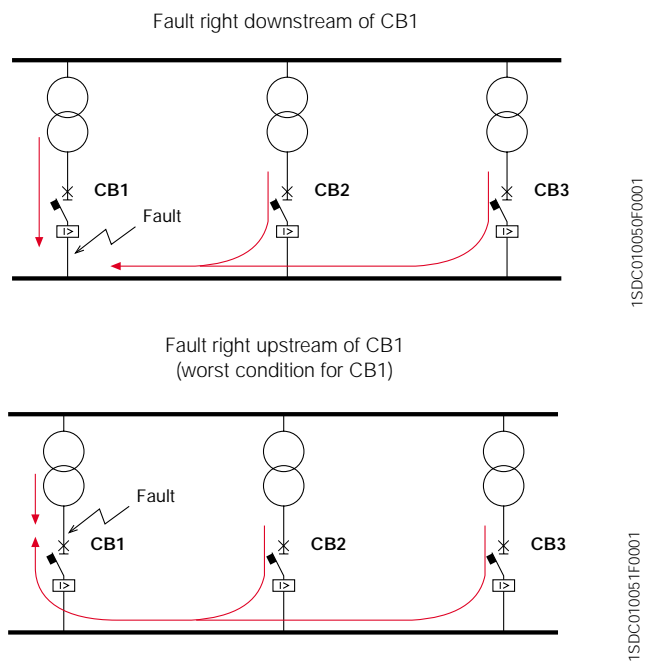 Fault right downstream of CB1
CB1
CB2
CB3
Fault
I>
I>
I>
1SDC010050F0001
Fault right upstream of CB1
(worst condition for CB1)
Fault
CB1
CB2
CB3
I>
I>
I>
1SDC010051F0001